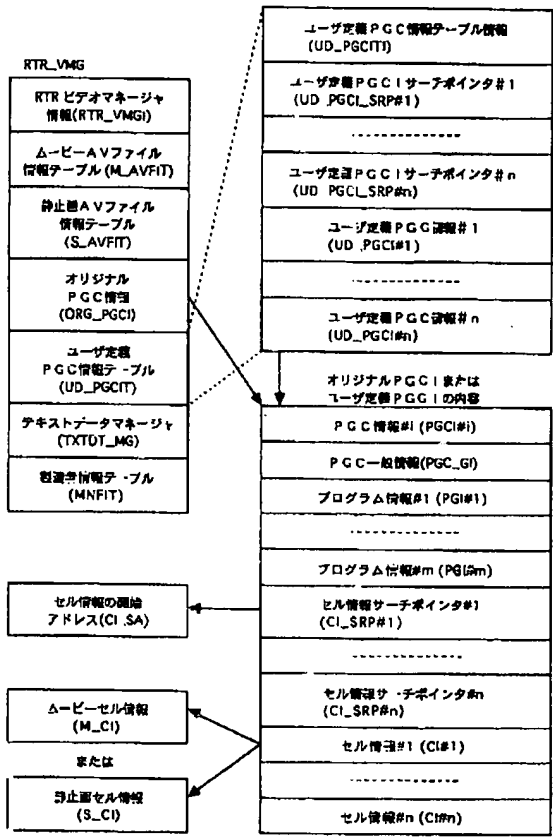 RTR_VMG
RTR ビデオマネージャ
情報(RTR_VMGI)
ムービーAVファイル
情報テーブル(M_AVFIT)
静止画AVファイル
情報テーブル
(S_AVFIT)
オリジナル
PGC情報
(ORG_PGCI)
ユーザ定義
PGC情報テーブル
(UD_PGCIT)
テキストデータマネージャ
(TXTDT_MG)
製造者情報テーブル
(MNFIT)
ユーザ定義PGC情報テーブル情報
(UD_PGCITI)
ユーザ定義PGCIサーチポインタ#1
(UD_PGCI_SRP#1)
ユーザ定義PGCIサーチポインタ#n
(UD_PGCI_SRP#n)
ユーザ定義PGC情報#1
(UD_PGCI#1)
ユーザ定義PGC情報#n
(UD_PGCI#n)
オリジナルPGCIまたは
ユーザ定義PGCIの内容
PGC情報#i (PGCI#i)
PGC一般情報(PGC_GI)
プログラム情報#1 (PGI#1)
プログラム情報#m (PGI#m)
セル情報サーチポインタ#1
(CI_SRP#1)
セル情報サーチポインタ#n
(CI_SRP#n)
セル情報#1 (CI#1)
セル情報#n (CI#n)
セル情報の開始
アドレス(CI_SA)
ムービーセル情報
(M_CI)
または
静止画セル情報
(S_CI)